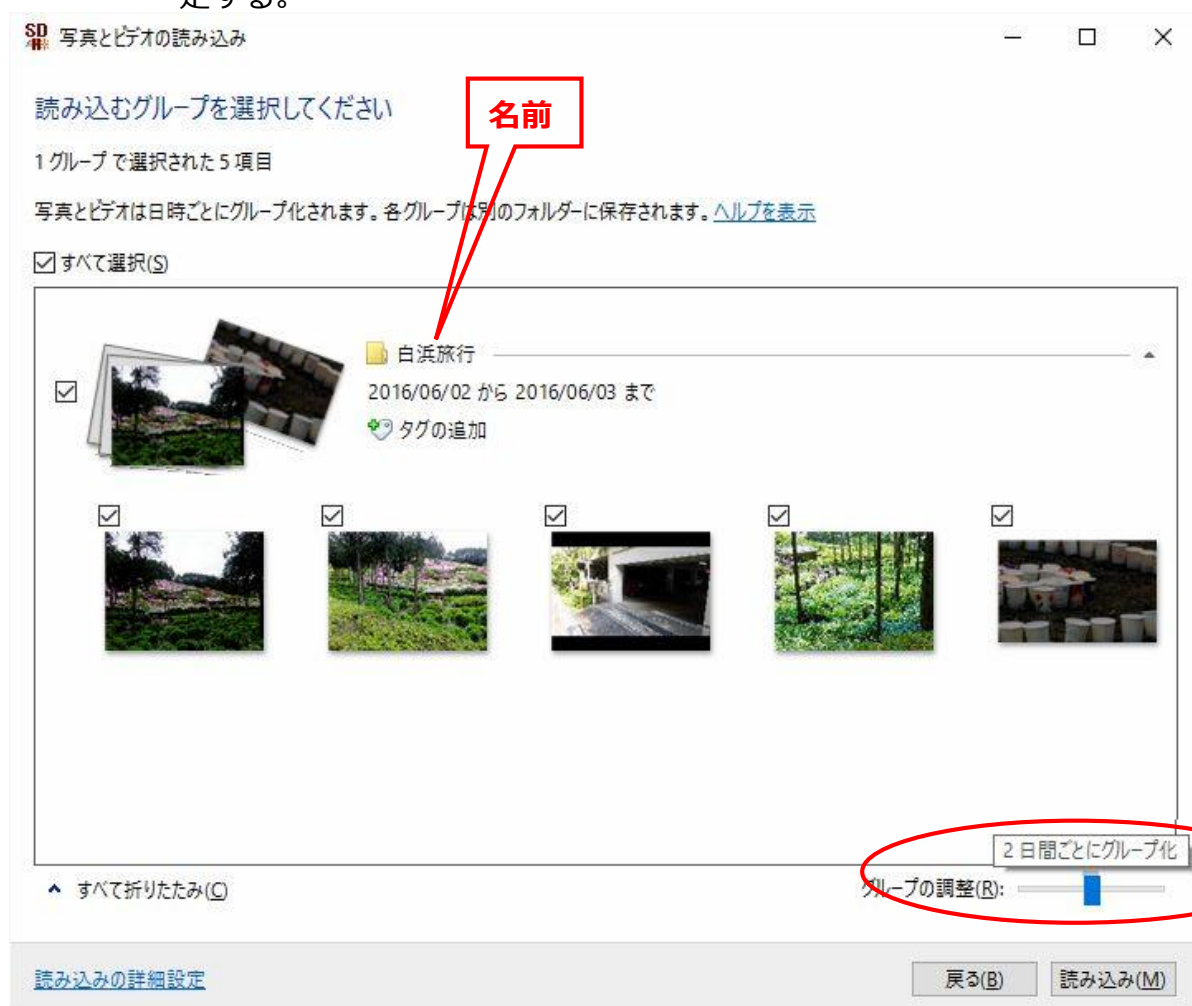 定する。
写真とビデオの読み込み
読み込むグループを選択してください
名前
1 グループ で選択された 5 項目
写真とビデオは日時ごとにグループ化されます。各グループは別のフォルダーに保存されます。ヘルプを表示
すべて選択(S)
白浜旅行
2016/06/02 から 2016/06/03 まで
タグの追加
2 日間ごとにグループ化
すべて折りたたみ(C)
グループの調整(R):
読み込みの詳細設定
戻る(B)
読み込み(M)